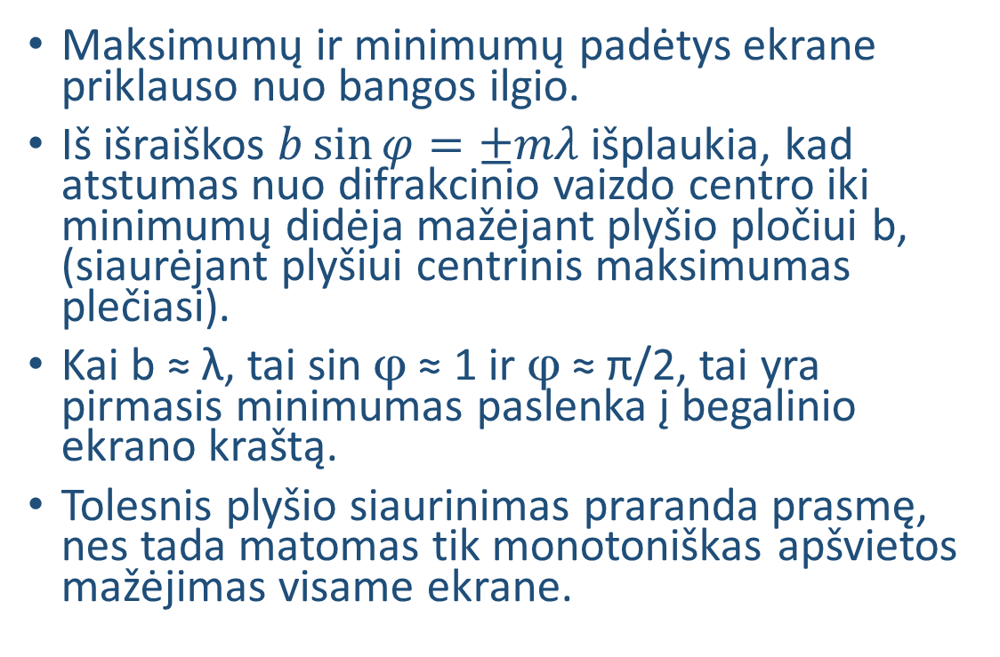 • Maksimumų ir minimumų padėtys ekrane
priklauso nuo bangos ilgio.
• Iš išraiškos b sin φ = ±mλ išplaukia, kad
atstumas nuo difrakcinio vaizdo centro iki
minimumų didėja mažėjant plyšio pločiui b,
(siaurėjant plyšiui centrinis maksimumas
plečiasi).
• Kai b ≈ λ, tai sin φ ≈ 1 ir φ ≈ π/2, tai yra
pirmasis minimumas paslenka į begalinio
ekrano kraštą.
• Tolesnis plyšio siaurinimas praranda prasmę,
nes tada matomas tik monotoniškas apšvietos
mažėjimas visame ekrane.